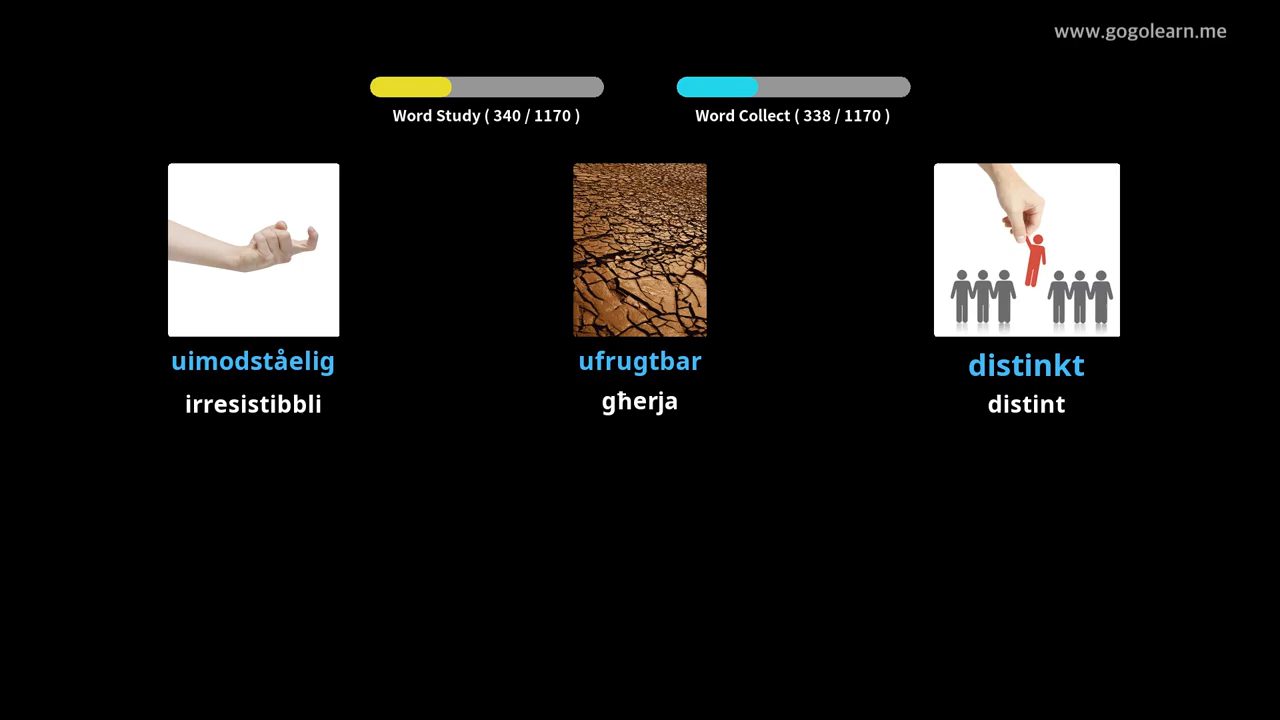 www.gogolearn.me
Word Study ( 340 / 1170 )
Word Collect ( 338 / 1170 )
uimodståelig
ufrugtbar
distinkt
irresistibbli
għerja
distint